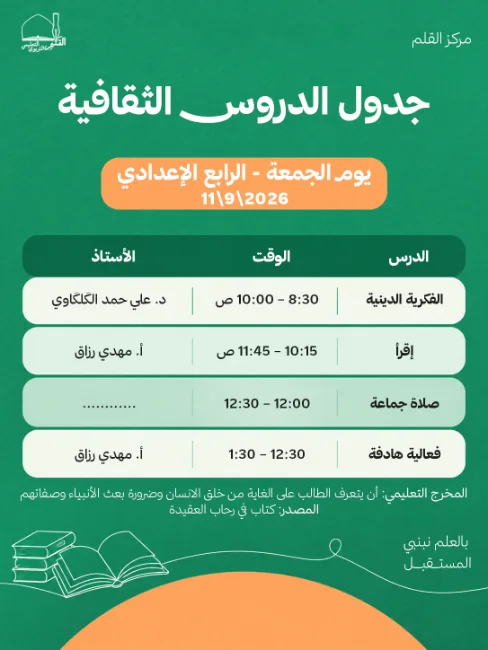 مركز القلم
القلم
جدول الدروس الثقافية
يوم الجمعة - الرابع الإعدادي
11\9\2026
الدرس الوقت الأستاذ
الفكرية الدينية 8:30 – 10:00 ص د. علي حمد الگلگاوي
إقرأ 10:15 – 11:45 ص أ. مهدي رزاق
صلاة جماعة 12:00 – 12:30 ............
فعالية هادفة 12:30 – 1:30 أ. مهدي رزاق
المخرج التعليمي: أن يتعرف الطالب على الغاية من خلق الانسان وضرورة بعث الأنبياء وصفاتهم
المصدر: كتاب في رحاب العقيدة
بالعلم نبنيي
المستقبل